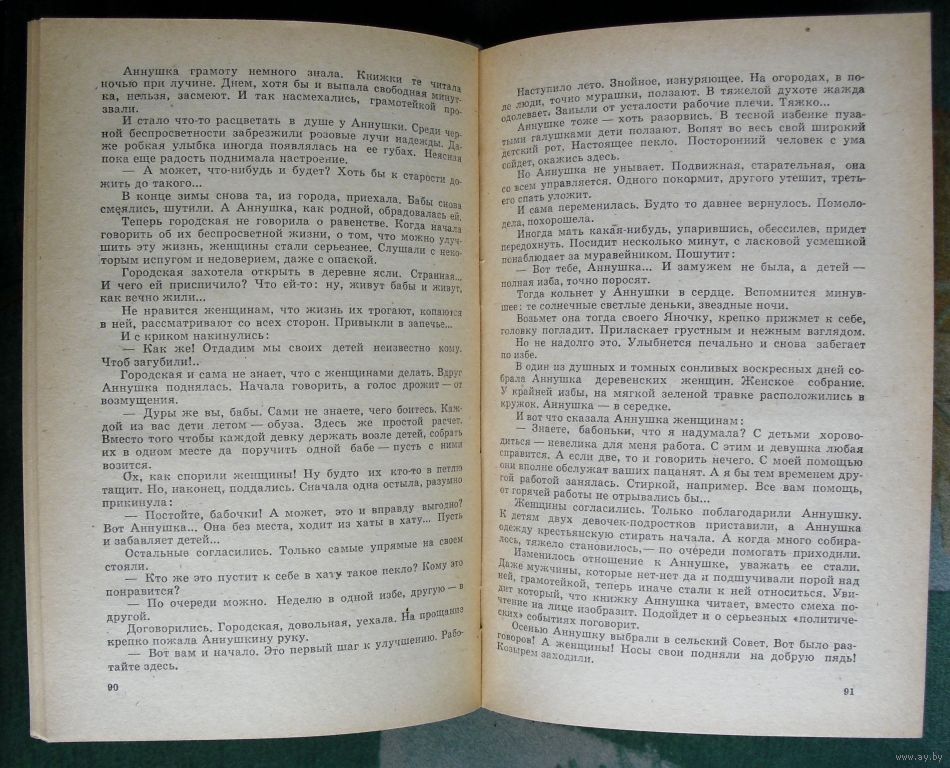 Аннушка грамоту немного знала. Книжки те читала
ночью при лучине. Днем, хотя бы и выпала свободная минут-
ка, нельзя, засмеют. И так насмехались, грамотейкой про-
звали.
И стало что-то расцветать в душе у Аннушки. Среди чер-
ной беспросветности забрезжили розовые лучи надежды. Да-
же робкая улыбка иногда появлялась на ее губах. Неясная
пока еще радость поднимала настроение.
— А может, что-нибудь и будет? Хоть бы к старости до-
жить до такого...
В конце зимы снова та, из города, приехала. Бабы снова
смеялись, шутили. А Аннушка, как родной, обрадовалась ей.
Теперь городская не говорила о равенстве. Когда начала
говорить об их беспросветной жизни, о том, что можно улуч-
шить эту жизнь, женщины стали серьезнее. Слушали с неко-
торым испугом и недоверием, даже с опаской.
Городская захотела открыть в деревне ясли. Странная...
И чего ей приспичило? Что ей-то: ну, живут бабы и живут,
как вечно жили...
Не нравится женщинам, что жизнь их трогают, копаются
в ней, рассматривают со всех сторон. Привыкли в запечье...
И с криком накинулись:
— Как же! Отдадим мы своих детей неизвестно кому.
Чтоб загубили!..
Городская и сама не знает, что с женщинами делать. Вдруг
Аннушка поднялась. Начала говорить, а голос дрожит — от
возмущения.
— Дуры же вы, бабы. Сами не знаете, чего боитесь. Каж-
дой из вас дети летом — обуза. Здесь же простой расчет.
Вместо того чтобы каждой девку держать возле детей, собрать
их в одном месте да поручить одной бабе — пусть с ними
возится.
Ох, как спорили женщины! Ну будто их кто-то в петлю
тащит. Но, наконец, поддались. Сначала одна остыла, разумно
прикинула:
— Постойте, бабочки! А может, это и вправду выгодно?
Вот Аннушка... Она без места, ходит из хаты в хату... Пусть
и забавляет детей...
Остальные согласились. Только самые упрямые на своем
стояли.
— Кто же это пустит к себе в хату такое пекло? Кому это
понравится?
— По очереди можно. Неделю в одной избе, другую — в
другой.
Договорились. Городская, довольная, уехала. На прощание
крепко пожала Аннушкину руку.
— Вот вам и начало. Это первый шаг к улучшению. Рабо-
тайте здесь.
90
Наступило лето. Знойное, изнуряющее. На огородах, в по-
ле люди, точно мурашки, ползают. В тяжелой духоте жажда
одолевает. Заныли от усталости рабочие плечи. Тяжко...
Аннушке тоже — хоть разорвись. В тесной избенке пуза-
тыми галушками дети ползают. Вопят во весь свой широкий
детский рот. Настоящее пекло. Посторонний человек с ума
сойдет, окажись здесь.
Но Аннушка не унывает. Подвижная, старательная, она
со всем управляется. Одного покормит, другого утешит, треть-
его спать уложит.
И сама переменилась. Будто то давнее вернулось. Помоло-
дела, похорошела.
Иногда мать какая-нибудь, упарившись, обессилев, придет
передохнуть. Посидит несколько минут, с ласковой усмешкой
понаблюдает за муравейником. Пошутит:
— Вот тебе, Аннушка... И замужем не была, а детей —
полная изба, точно поросят.
Тогда кольнет у Аннушки в сердце. Вспомнится минув-
шее: те солнечные светлые деньки, звездные ночи.
Возьмет она тогда своего Яночку, крепко прижмет к себе,
головку погладит. Приласкает грустным и нежным взглядом.
Но не надолго это. Улыбнется печально и снова забегает
по избе.
В один из душных и томных сонливых воскресных дней со-
брала Аннушка деревенских женщин. Женское собрание.
У крайней избы, на мягкой зеленой травке расположились в
кружок. Аннушка — в середке.
И вот что сказала Аннушка женщинам:
— Знаете, бабоньки, что я надумала? С детьми хорово-
диться — невелика для меня работа. С этим и девушка любая
справится. А если две, то и говорить нечего. С моей помощью
они вполне обслужат ваших пацанят. А я бы тем временем дру-
гой работой занялась. Стиркой, например. Все вам помощь,
от горячей работы не отрывались бы...
Женщины согласились. Только поблагодарили Аннушку.
К детям двух девочек-подростков приставили, а Аннушка
одежду крестьянскую стирать начала. А когда много собира-
лось, тяжело становилось,— по очереди помогать приходили.
Изменилось отношение к Аннушке, уважать ее стали.
Даже мужчины, которые нет-нет да и подшучивали порой над
ней, грамотейкой, теперь иначе стали к ней относиться. Уви-
дит который, что книжку Аннушка читает, вместо смеха по-
чтение на лице изобразит. Подойдет и о серьезных «политиче-
ских» событиях поговорит.
Осенью Аннушку выбрали в сельский Совет. Вот было раз-
говоров! А женщины! Носы свои подняли на добрую пядь!
Козырем заходили.
91
www.ay.by